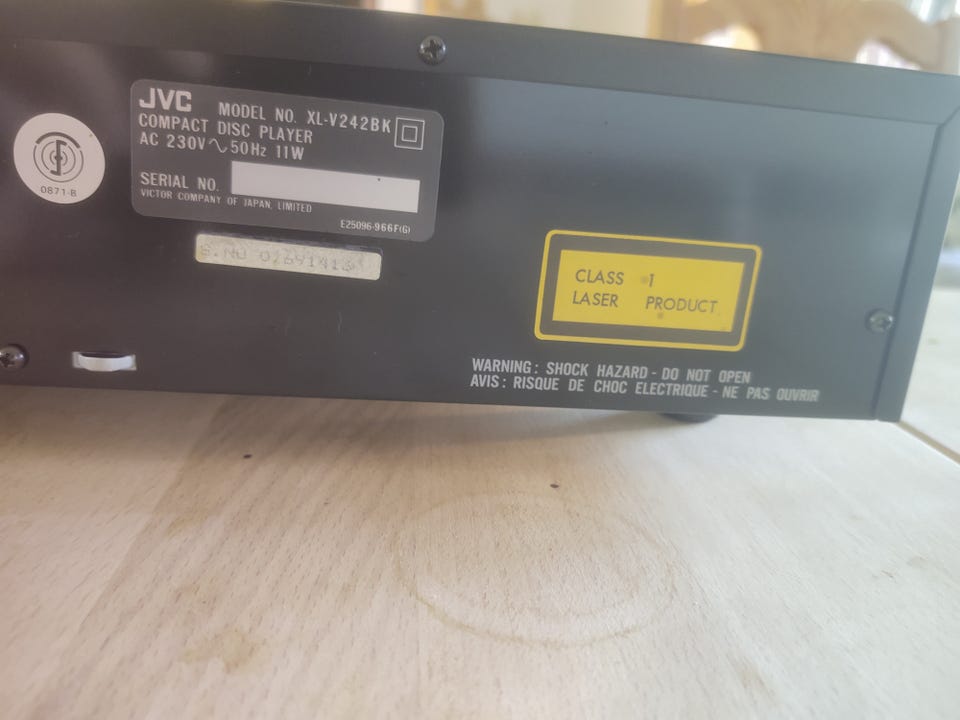 JVC MODEL NO. XL-V242BK
COMPACT DISC PLAYER
AC 230V∿50Hz 11W
SERIAL NO.
VICTOR COMPANY OF JAPAN, LIMITED
E25096-966F(G)
0871-B
S.NO
CLASS 1
LASER PRODUCT
WARNING: SHOCK HAZARD - DO NOT OPEN
AVIS: RISQUE DE CHOC ELECTRIQUE - NE PAS OUVRIR